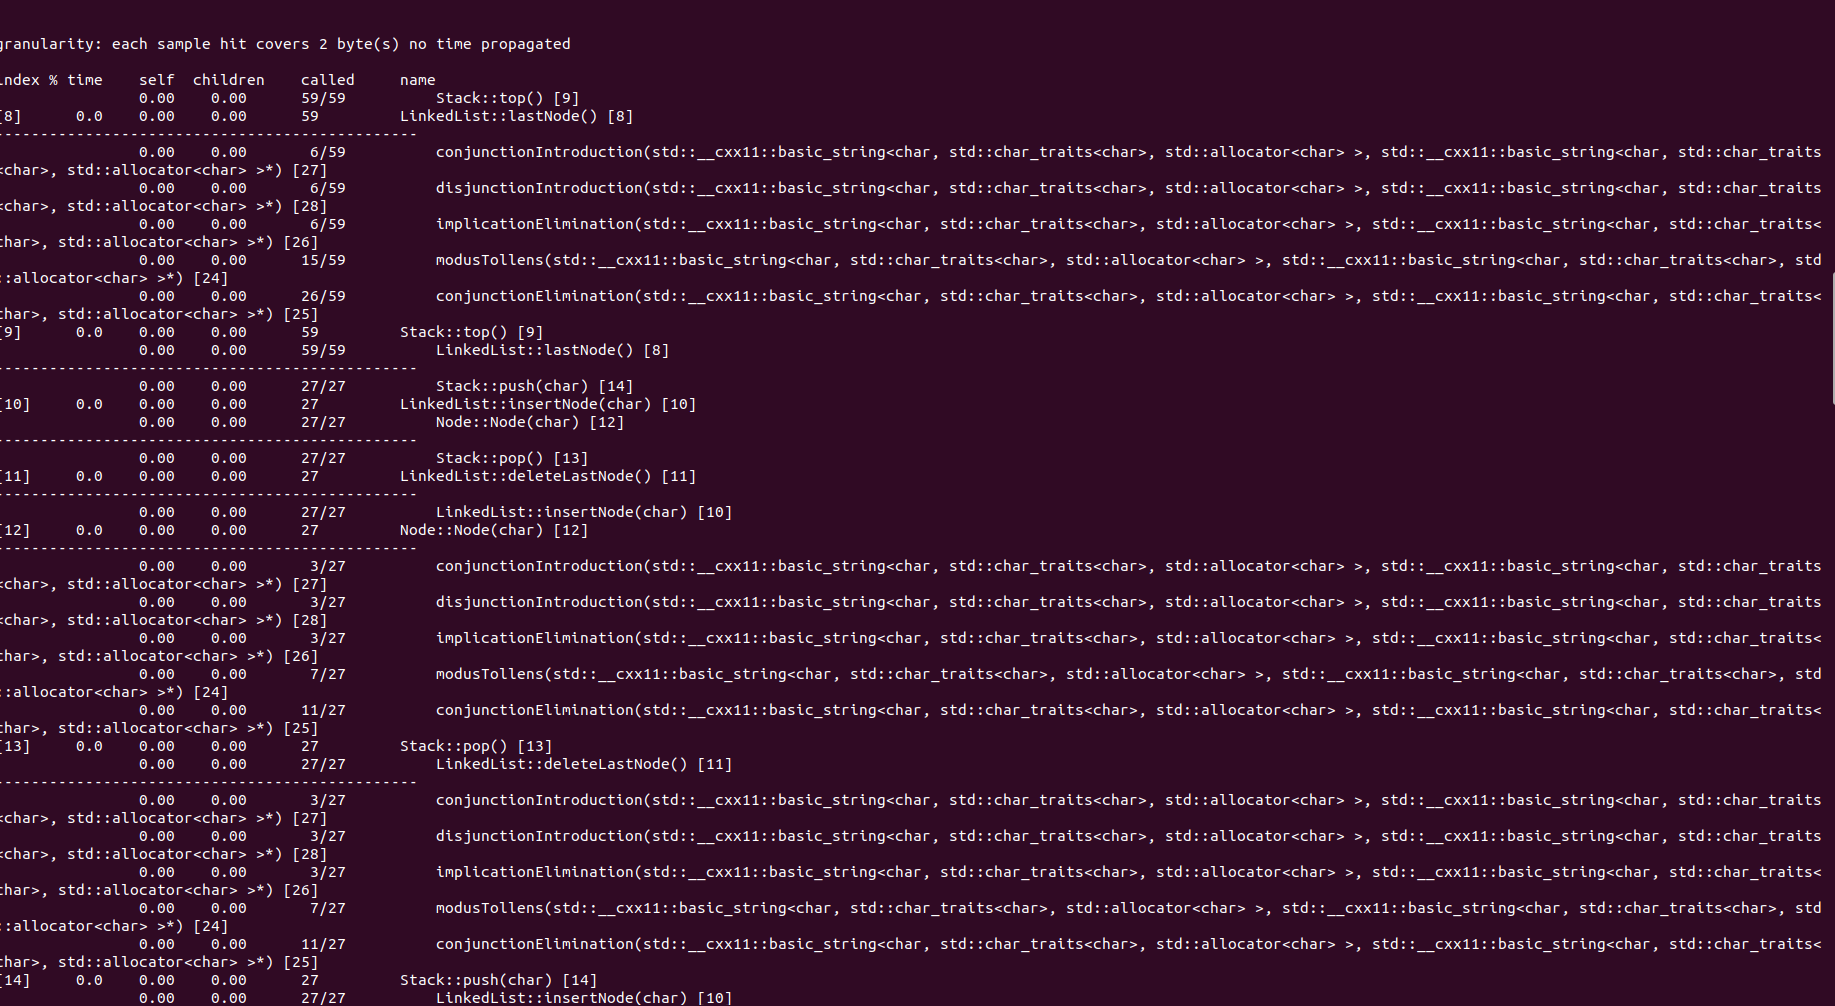 granularity: each sample hit covers 2 byte(s) no time propagated
index % time    self  children    called     name
                0.00    0.00      59/59          Stack::top() [9]
[8]      0.0    0.00    0.00      59         LinkedList::lastNode() [8]
-----------------------------------------------
                0.00    0.00       6/59          conjunctionIntroduction(std::__cxx11::basic_string<char, std::char_traits<char>, std::allocator<char> >, std::__cxx11::basic_string<char, std::char_traits
<char>, std::allocator<char> >*) [27]
                0.00    0.00       6/59          disjunctionIntroduction(std::__cxx11::basic_string<char, std::char_traits<char>, std::allocator<char> >, std::__cxx11::basic_string<char, std::char_traits
<char>, std::allocator<char> >*) [28]
                0.00    0.00       6/59          implicationElimination(std::__cxx11::basic_string<char, std::char_traits<char>, std::allocator<char> >, std::__cxx11::basic_string<char, std::char_traits<
char>, std::allocator<char> >*) [26]
                0.00    0.00      15/59          modusTollens(std::__cxx11::basic_string<char, std::char_traits<char>, std::allocator<char> >, std::__cxx11::basic_string<char, std::char_traits<char>, std
::allocator<char> >*) [24]
                0.00    0.00      26/59          conjunctionElimination(std::__cxx11::basic_string<char, std::char_traits<char>, std::allocator<char> >, std::__cxx11::basic_string<char, std::char_traits<
char>, std::allocator<char> >*) [25]
[9]      0.0    0.00    0.00      59         Stack::top() [9]
                0.00    0.00      59/59          LinkedList::lastNode() [8]
-----------------------------------------------
                0.00    0.00      27/27          Stack::push(char) [14]
[10]     0.0    0.00    0.00      27         LinkedList::insertNode(char) [10]
                0.00    0.00      27/27          Node::Node(char) [12]
-----------------------------------------------
                0.00    0.00      27/27          Stack::pop() [13]
[11]     0.0    0.00    0.00      27         LinkedList::deleteLastNode() [11]
-----------------------------------------------
                0.00    0.00      27/27          LinkedList::insertNode(char) [10]
[12]     0.0    0.00    0.00      27         Node::Node(char) [12]
-----------------------------------------------
                0.00    0.00       3/27          conjunctionIntroduction(std::__cxx11::basic_string<char, std::char_traits<char>, std::allocator<char> >, std::__cxx11::basic_string<char, std::char_traits
<char>, std::allocator<char> >*) [27]
                0.00    0.00       3/27          disjunctionIntroduction(std::__cxx11::basic_string<char, std::char_traits<char>, std::allocator<char> >, std::__cxx11::basic_string<char, std::char_traits
<char>, std::allocator<char> >*) [28]
                0.00    0.00       3/27          implicationElimination(std::__cxx11::basic_string<char, std::char_traits<char>, std::allocator<char> >, std::__cxx11::basic_string<char, std::char_traits<
char>, std::allocator<char> >*) [26]
                0.00    0.00       7/27          modusTollens(std::__cxx11::basic_string<char, std::char_traits<char>, std::allocator<char> >, std::__cxx11::basic_string<char, std::char_traits<char>, std
::allocator<char> >*) [24]
                0.00    0.00      11/27          conjunctionElimination(std::__cxx11::basic_string<char, std::char_traits<char>, std::allocator<char> >, std::__cxx11::basic_string<char, std::char_traits<
char>, std::allocator<char> >*) [25]
[13]     0.0    0.00    0.00      27         Stack::pop() [13]
                0.00    0.00      27/27          LinkedList::deleteLastNode() [11]
-----------------------------------------------
                0.00    0.00       3/27          conjunctionIntroduction(std::__cxx11::basic_string<char, std::char_traits<char>, std::allocator<char> >, std::__cxx11::basic_string<char, std::char_traits
<char>, std::allocator<char> >*) [27]
                0.00    0.00       3/27          disjunctionIntroduction(std::__cxx11::basic_string<char, std::char_traits<char>, std::allocator<char> >, std::__cxx11::basic_string<char, std::char_traits
<char>, std::allocator<char> >*) [28]
                0.00    0.00       3/27          implicationElimination(std::__cxx11::basic_string<char, std::char_traits<char>, std::allocator<char> >, std::__cxx11::basic_string<char, std::char_traits<
char>, std::allocator<char> >*) [26]
                0.00    0.00       7/27          modusTollens(std::__cxx11::basic_string<char, std::char_traits<char>, std::allocator<char> >, std::__cxx11::basic_string<char, std::char_traits<char>, std
::allocator<char> >*) [24]
                0.00    0.00      11/27          conjunctionElimination(std::__cxx11::basic_string<char, std::char_traits<char>, std::allocator<char> >, std::__cxx11::basic_string<char, std::char_traits<
char>, std::allocator<char> >*) [25]
[14]     0.0    0.00    0.00      27         Stack::push(char) [14]
                0.00    0.00      27/27          LinkedList::insertNode(char) [10]